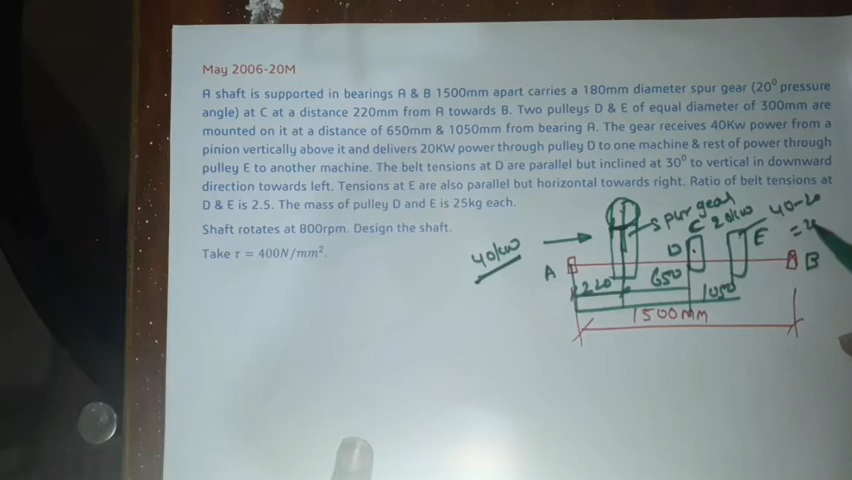 May 2006-20M
A shaft is supported in bearings A & B 1500mm apart carries a 180mm diameter spur gear (20⁰ pressure
angle) at C at a distance 220mm from A towards B. Two pulleys D & E of equal diameter of 300mm are
mounted on it at a distance of 650mm & 1050mm from bearing A. The gear receives 40Kw power from a
pinion vertically above it and delivers 20KW power through pulley D to one machine & rest of power through
pulley E to another machine. The belt tensions at D are parallel but inclined at 30⁰ to vertical in downward
direction towards left. Tensions at E are also parallel but horizontal towards right. Ratio of belt tensions at
D & E is 2.5. The mass of pulley D and E is 25kg each.
Shaft rotates at 800rpm. Design the shaft.
Take τ = 400N/mm².
spur gear
C
20kw
40-20
=
40kw
A
D
E
B
220
650
1050
1500MM